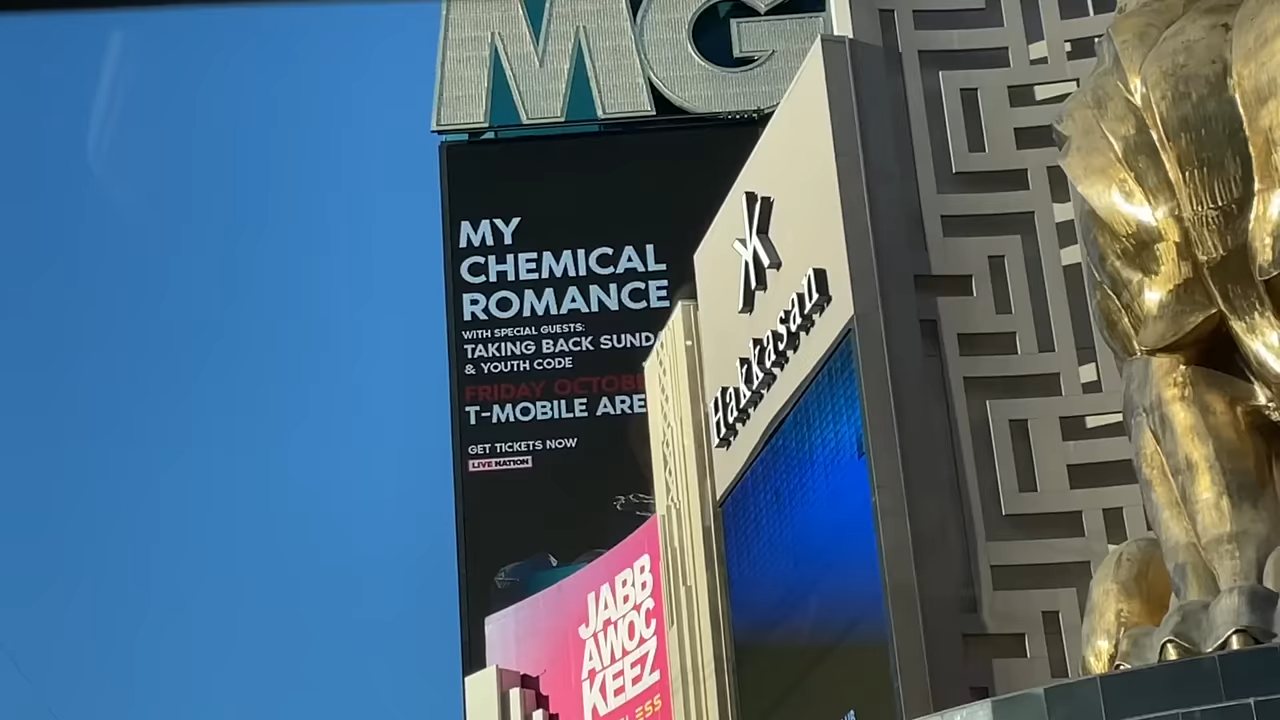 MG
MY
CHEMICAL
ROMANCE
WITH SPECIAL GUESTS:
TAKING BACK SUND
& YOUTH CODE
FRIDAY OCTOB
T-MOBILE ARE
GET TICKETS NOW
LIVE NATION
Hakkasan
JABB
AWOC
KEEZ